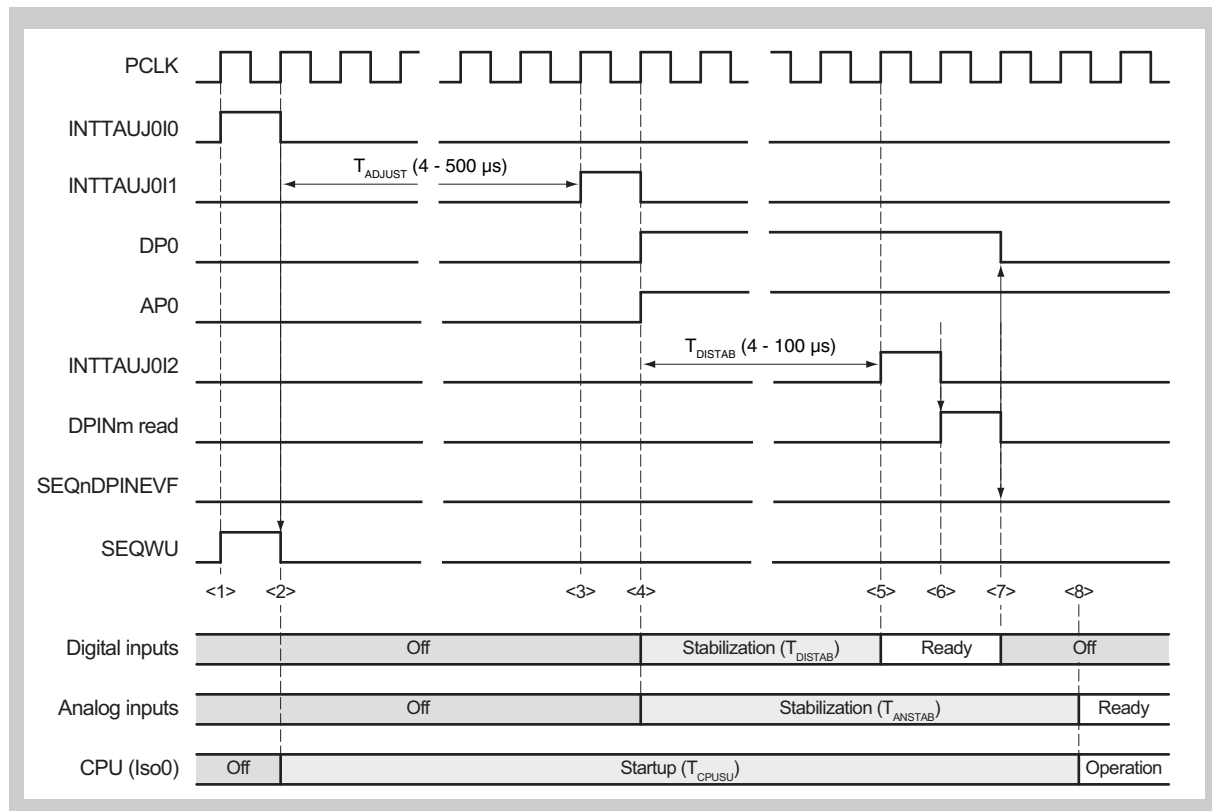 PCLK
INTTAUJ0I0
T_ADJUST (4 - 500 µs)
INTTAUJ0I1
DP0
AP0
T_DISTAB (4 - 100 µs)
INTTAUJ0I2
DPINm read
SEQnDPINEVF
SEQWU
<1> <2> <3> <4> <5> <6> <7> <8>
Digital inputs Off Stabilization (T_DISTAB) Ready Off
Analog inputs Off Stabilization (T_ANSTAB) Ready
CPU (Iso0) Off Startup (T_CPUSU) Operation